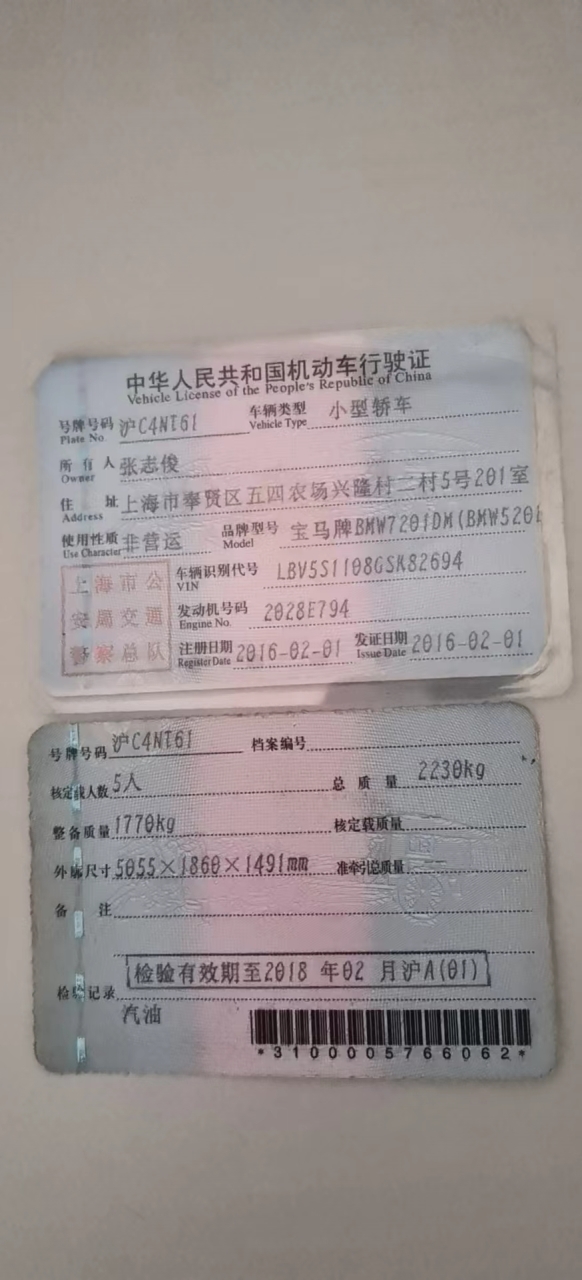 中华人民共和国机动车行驶证
Vehicle License of the People's Republic of China
号牌号码 沪C4NT61 车辆类型 小型轿车
Plate No. Vehicle Type
所有人 张志俊
Owner
住址 上海市奉贤区五四农场兴隆村二村5号201室
Address
使用性质 非营运 品牌型号 宝马牌BMW7201DM(BMW520i
Use Character Model
上海市公
安局交通
警察总队
车辆识别代号 LBV5S1108GSK82694
VIN
发动机号码 2028E794
Engine No.
注册日期 2016-02-01 发证日期 2016-02-01
Register Date Issue Date
号牌号码 沪C4NT61 档案编号
核定载人数 5人 总质量 2230kg
整备质量 1770kg 核定载质量
外廓尺寸 5055×1860×1491mm 准牵引总质量
备注
检验记录 检验有效期至2018年02月沪A(01)
汽油
*3100005766062*